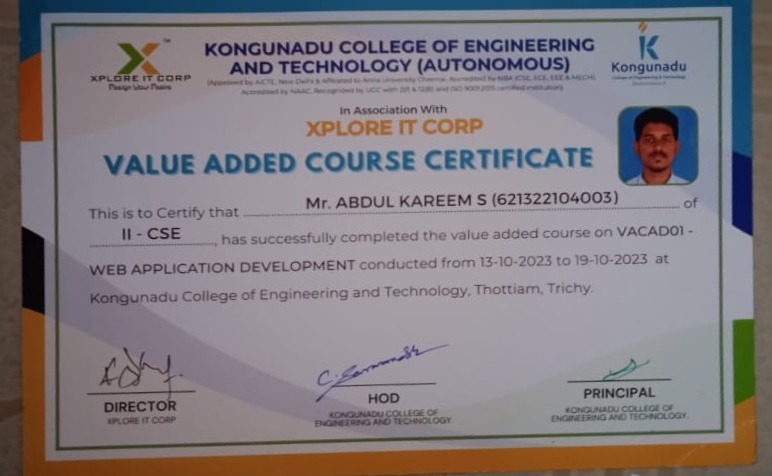 XPLORE IT CORP
KONGUNADU COLLEGE OF ENGINEERING
AND TECHNOLOGY (AUTONOMOUS)
Kongunadu
College of Engineering & Technology
(Approved by AICTE, New Delhi & Affiliated to Anna University Chennai. Accredited by NBA (CSE, ECE, EEE & MECH),
Accredited by NAAC, Recognized by UGC with 2(f) & 12(B) and ISO 9001:2015 certified Institution)
In Association With
XPLORE IT CORP
VALUE ADDED COURSE CERTIFICATE
This is to Certify that Mr. ABDUL KAREEM S (621322104003) of
II - CSE, has successfully completed the value added course on VACAD01 -
WEB APPLICATION DEVELOPMENT conducted from 13-10-2023 to 19-10-2023 at
Kongunadu College of Engineering and Technology, Thottiam, Trichy.
DIRECTOR
XPLORE IT CORP
HOD
KONGUNADU COLLEGE OF
ENGINEERING AND TECHNOLOGY.
PRINCIPAL
KONGUNADU COLLEGE OF
ENGINEERING AND TECHNOLOGY.